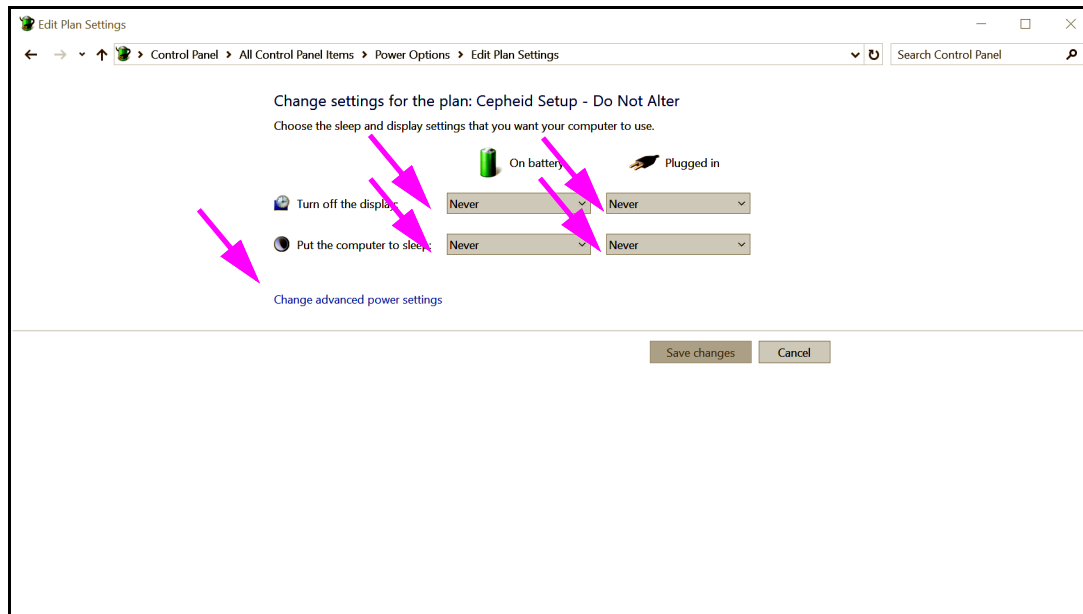 Edit Plan Settings
Control Panel > All Control Panel Items > Power Options > Edit Plan Settings
Search Control Panel
Change settings for the plan: Cepheid Setup - Do Not Alter
Choose the sleep and display settings that you want your computer to use.
On battery Plugged in
Turn off the display: Never Never
Put the computer to sleep: Never Never
Change advanced power settings
Save changes Cancel